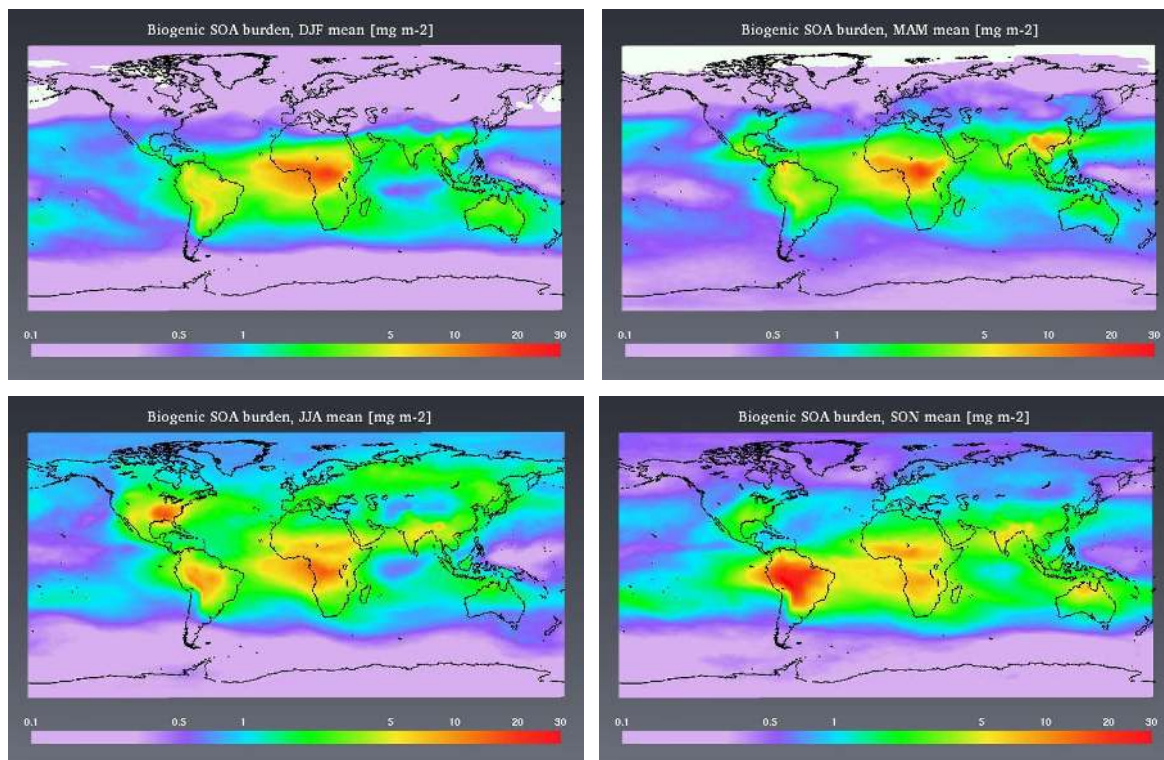 Biogenic SOA burden, DJF mean [mg m-2]
0.1 0.5 1 5 10 20 30
Biogenic SOA burden, MAM mean [mg m-2]
0.1 0.5 1 5 10 20 30
Biogenic SOA burden, JJA mean [mg m-2]
0.1 0.5 1 5 10 20 30
Biogenic SOA burden, SON mean [mg m-2]
0.1 0.5 1 5 10 20 30